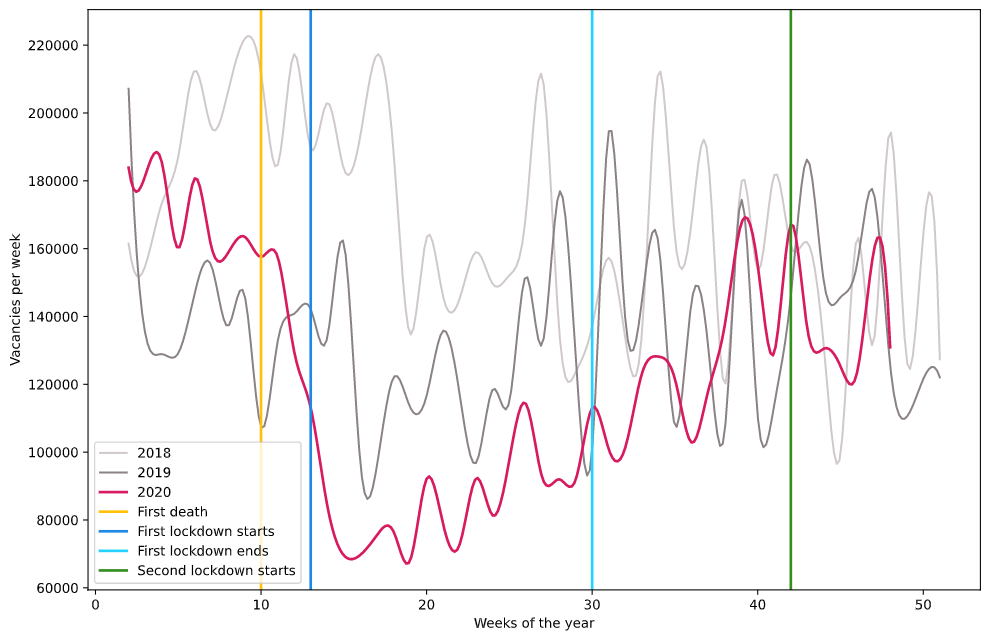 220000
200000
180000
160000
140000
120000
100000
80000
60000
Vacancies per week
2018
2019
2020
First death
First lockdown starts
First lockdown ends
Second lockdown starts
0 10 20 30 40 50
Weeks of the year